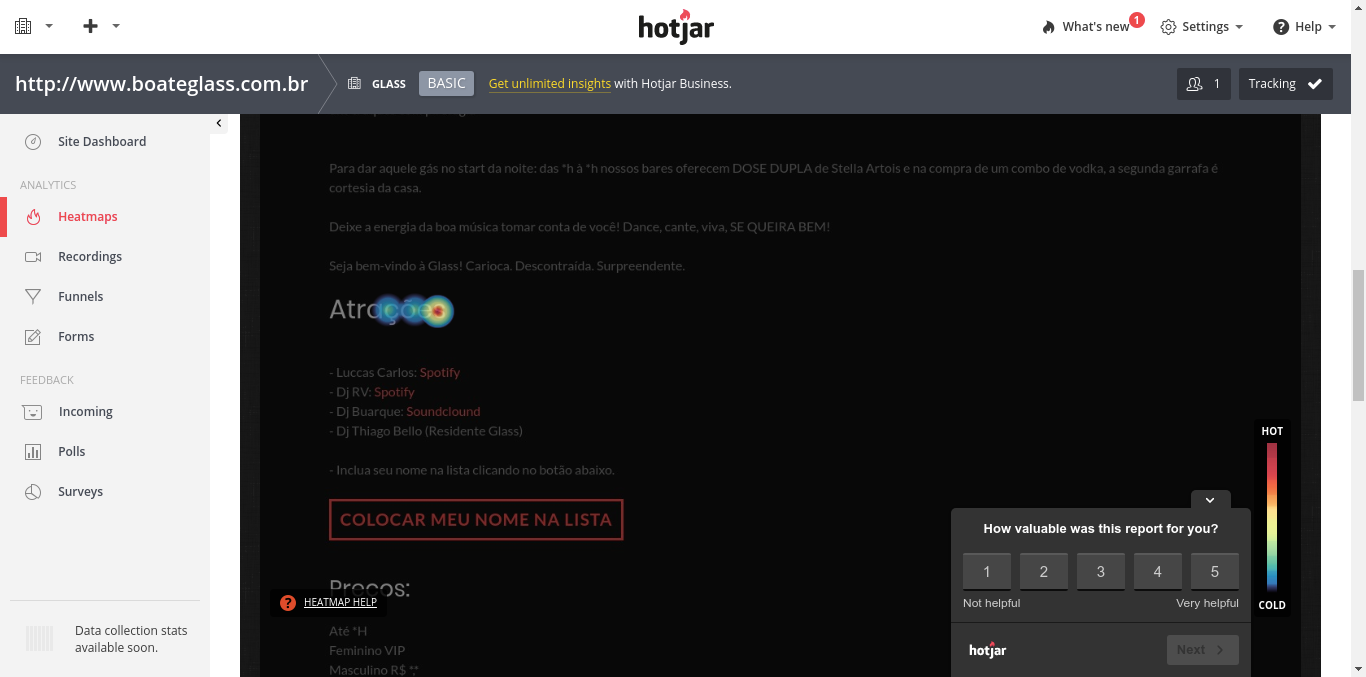 hotjar
What's new
1
Settings
Help
http://www.boateglass.com.br
GLASS
BASIC
Get unlimited insights with Hotjar Business.
1
Tracking
Site Dashboard
ANALYTICS
Heatmaps
Recordings
Funnels
Forms
FEEDBACK
Incoming
Polls
Surveys
Data collection stats
available soon.
Para dar aquele gás no start da noite: das *h à *h nossos bares oferecem DOSE DUPLA de Stella Artois e na compra de um combo de vodka, a segunda garrafa é
cortesia da casa.
Deixe a energia da boa música tomar conta de você! Dance, cante, viva, SE QUEIRA BEM!
Seja bem-vindo à Glass! Carioca. Descontraída. Surpreendente.
Atrações
- Luccas Carlos: Spotify
- Dj RV: Spotify
- Dj Buarque: Soundclound
- Dj Thiago Bello (Residente Glass)
- Inclua seu nome na lista clicando no botão abaixo.
COLOCAR MEU NOME NA LISTA
Preços:
? HEATMAP HELP
Até *H
Feminino VIP
Masculino R$ *,*
HOT
COLD
How valuable was this report for you?
1 2 3 4 5
Not helpful Very helpful
hotjar
Next